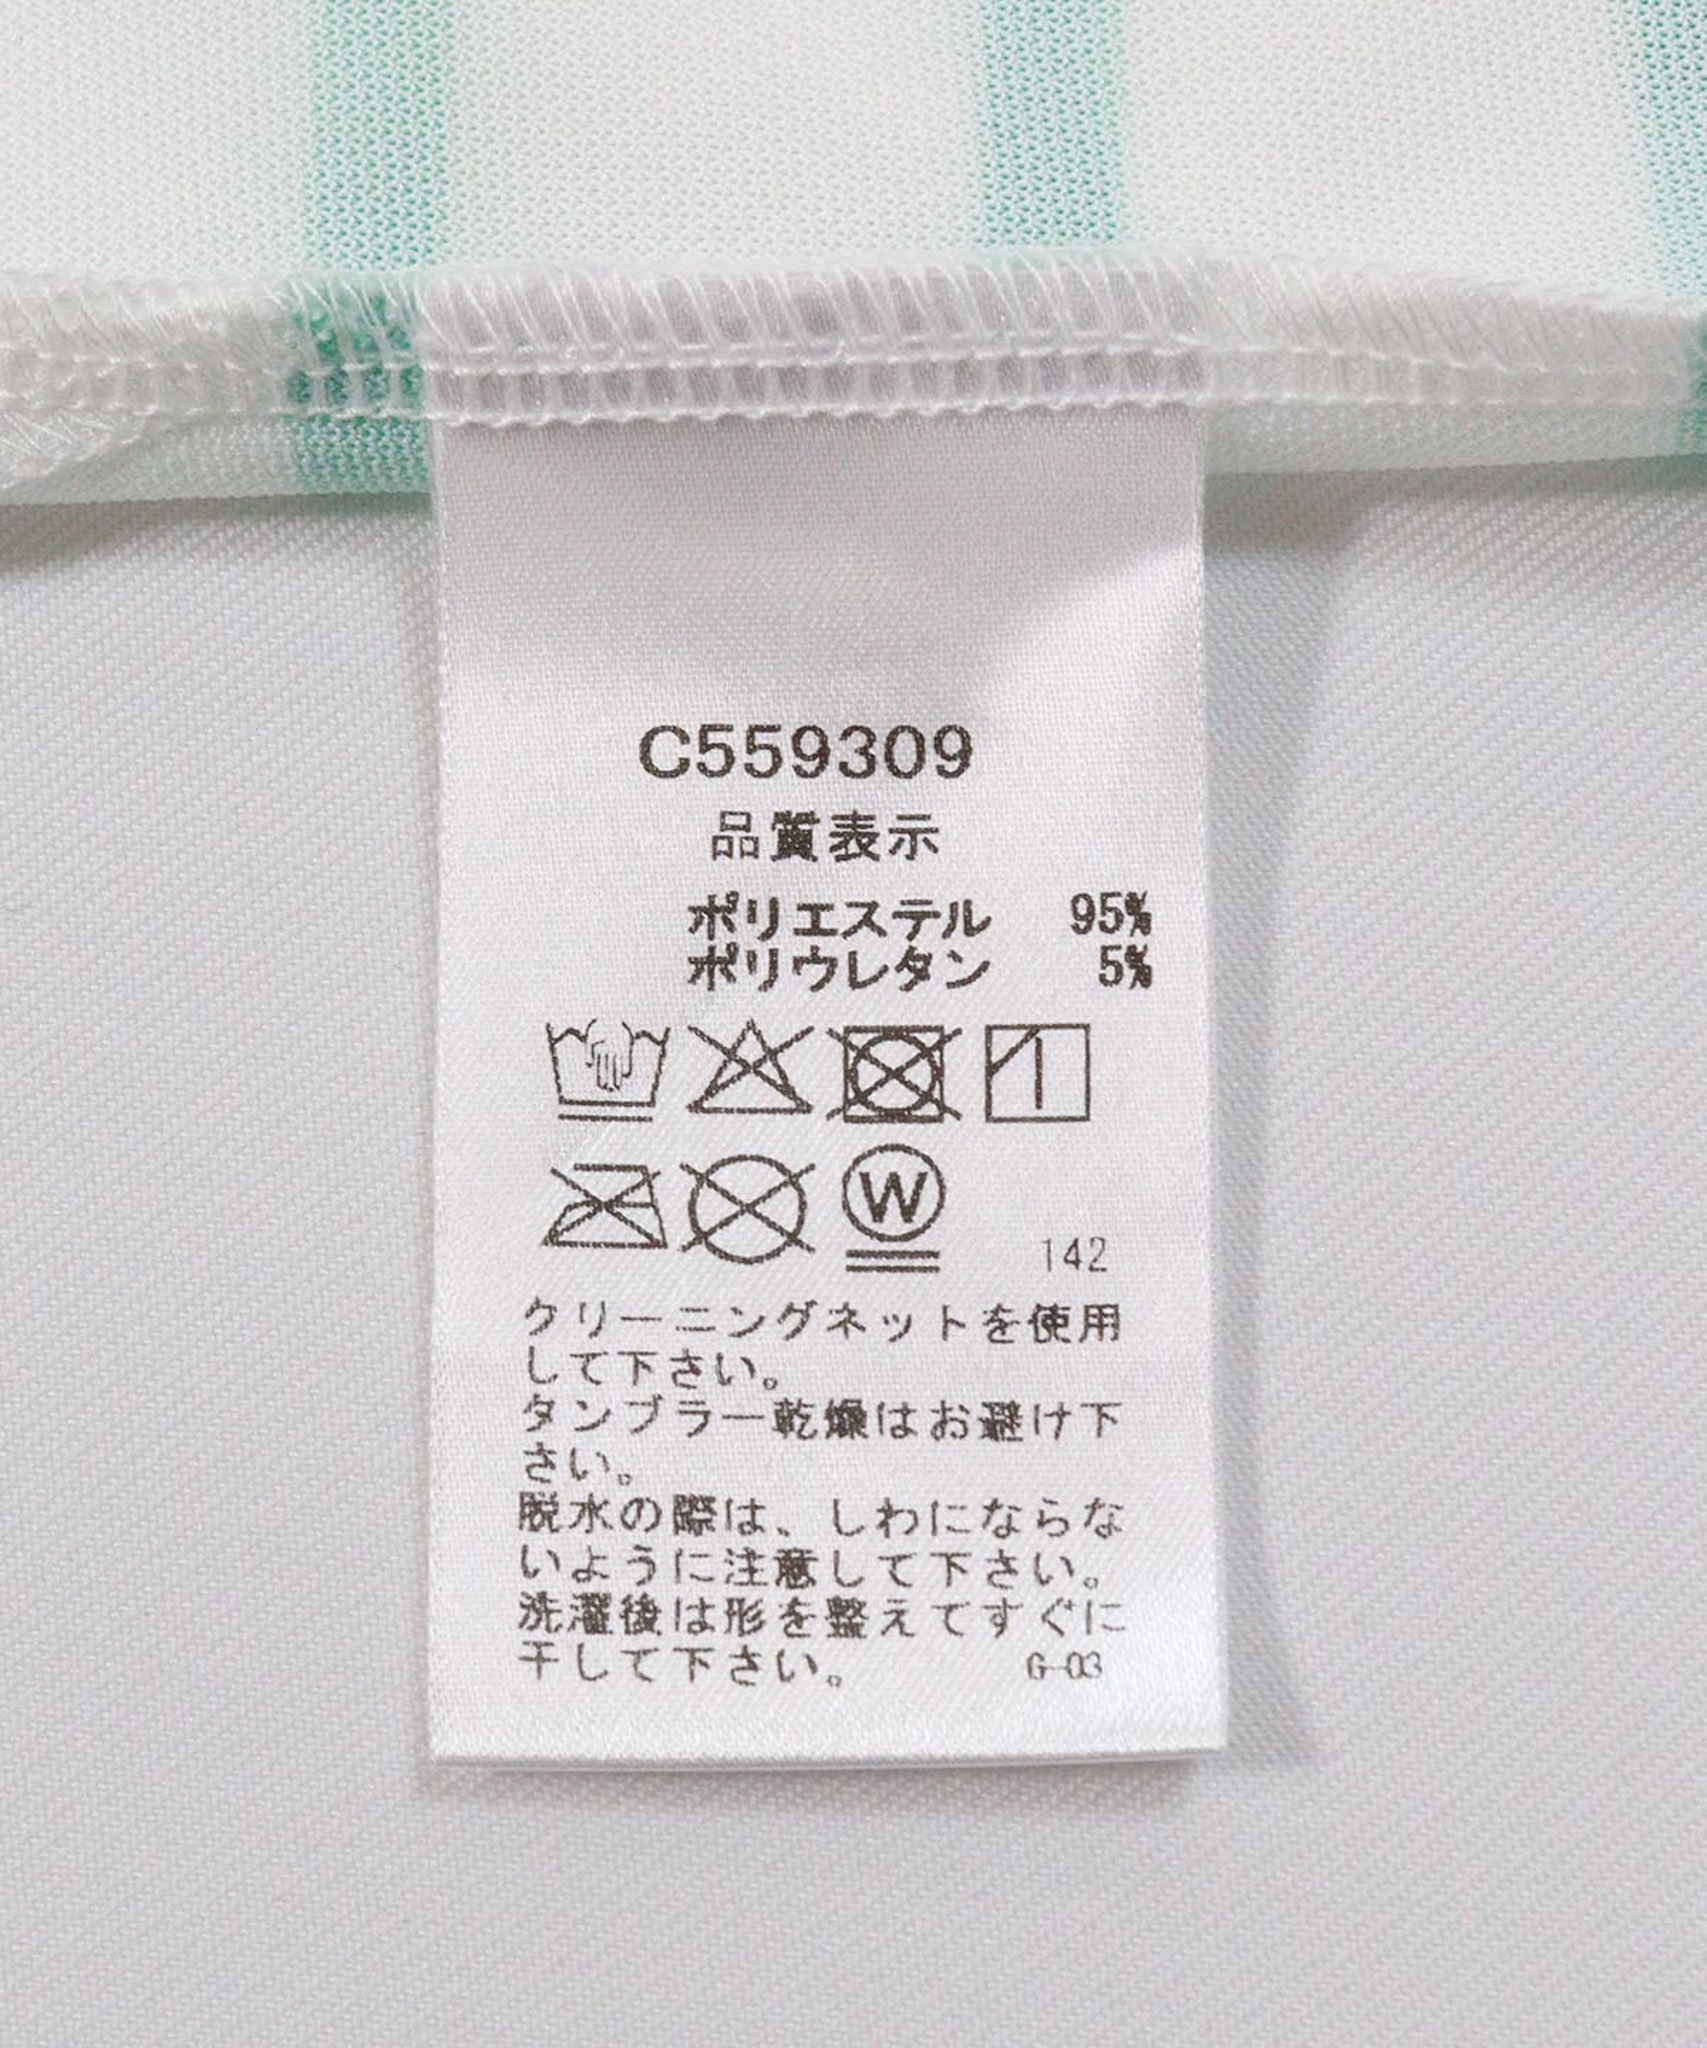 C559309
品質表示
ポリエステル 95%
ポリウレタン 5%
W
142
クリーニングネットを使用
して下さい。
タンブラー乾燥はお避け下
さい。
脱水の際は、しわにならな
いように注意して下さい。
洗濯後は形を整えてすぐに
干して下さい。 G-03